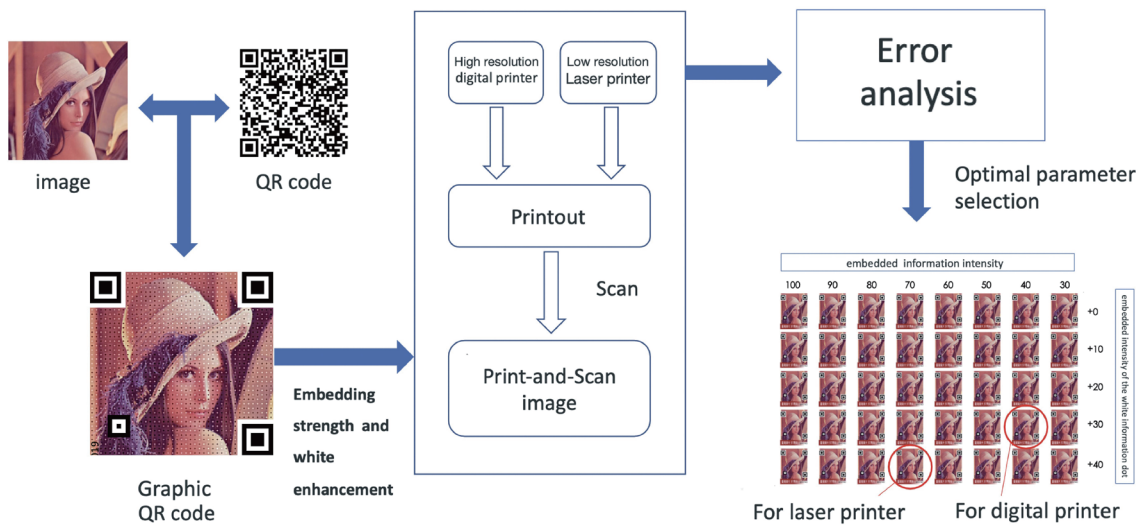 image
QR code
Graphic
QR code
Embedding
strength and
white
enhancement
High resolution
digital printer
Low resolution
Laser printer
Printout
Scan
Print-and-Scan
image
Error
analysis
Optimal parameter
selection
embedded information intensity
100 90 80 70 60 50 40 30
+0
+10
+20
+30
+40
embedded intensity of the white information dot
For laser printer
For digital printer